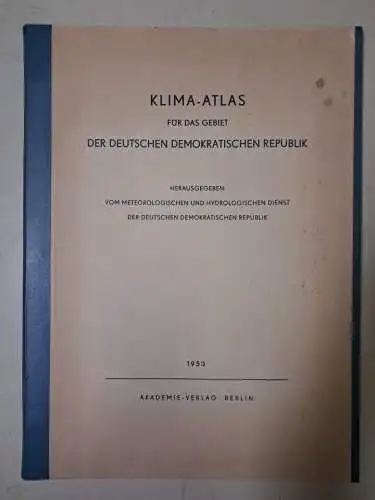 KLIMA-ATLAS
FÜR DAS GEBIET
DER DEUTSCHEN DEMOKRATISCHEN REPUBLIK
HERAUSGEGEBEN
VOM METEOROLOGISCHEN UND HYDROLOGISCHEN DIENST
DER DEUTSCHEN DEMOKRATISCHEN REPUBLIK
1953
AKADEMIE-VERLAG BERLIN